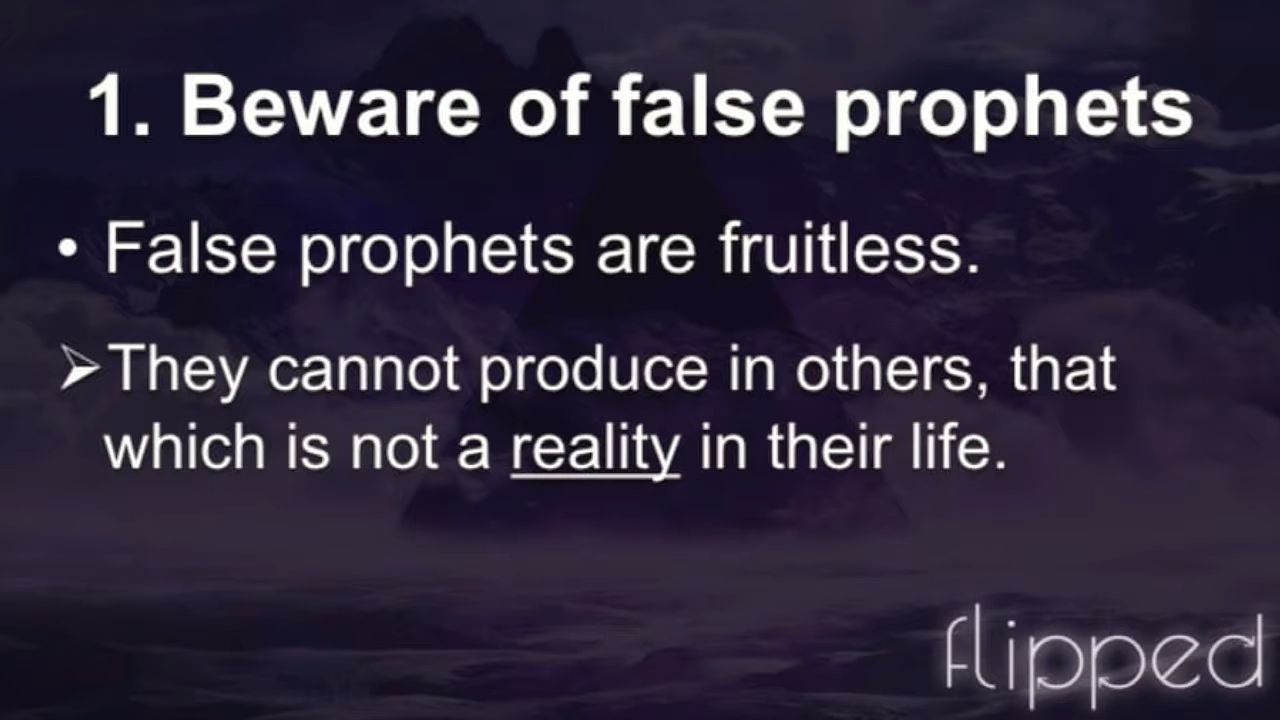 1. Beware of false prophets
• False prophets are fruitless.
➢ They cannot produce in others, that
which is not a reality in their life.
flipped